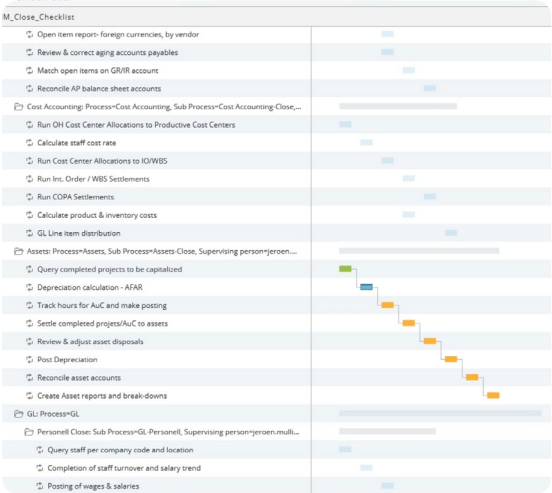 M_Close_Checklist
Open item report- foreign currencies, by vendor
Review & correct aging accounts payables
Match open items on GR/IR account
Reconcile AP balance sheet accounts
Cost Accounting: Process=Cost Accounting, Sub Process=Cost Accounting-Close,...
Run OH Cost Center Allocations to Productive Cost Centers
Calculate staff cost rate
Run Cost Center Allocations to IO/WBS
Run Int. Order / WBS Settlements
Run COPA Settlements
Calculate product & inventory costs
GL Line item distribution
Assets: Process=Assets, Sub Process=Assets-Close, Supervising person=jeroen....
Query completed projects to be capitalized
Depreciation calculation - AFAR
Track hours for AuC and make posting
Settle completed projets/AuC to assets
Review & adjust asset disposals
Post Depreciation
Reconcile asset accounts
Create Asset reports and break-downs
GL: Process=GL
Personell Close: Sub Process=GL-Personell, Supervising person=jeroen.mulli...
Query staff per company code and location
Completion of staff turnover and salary trend
Posting of wages & salaries